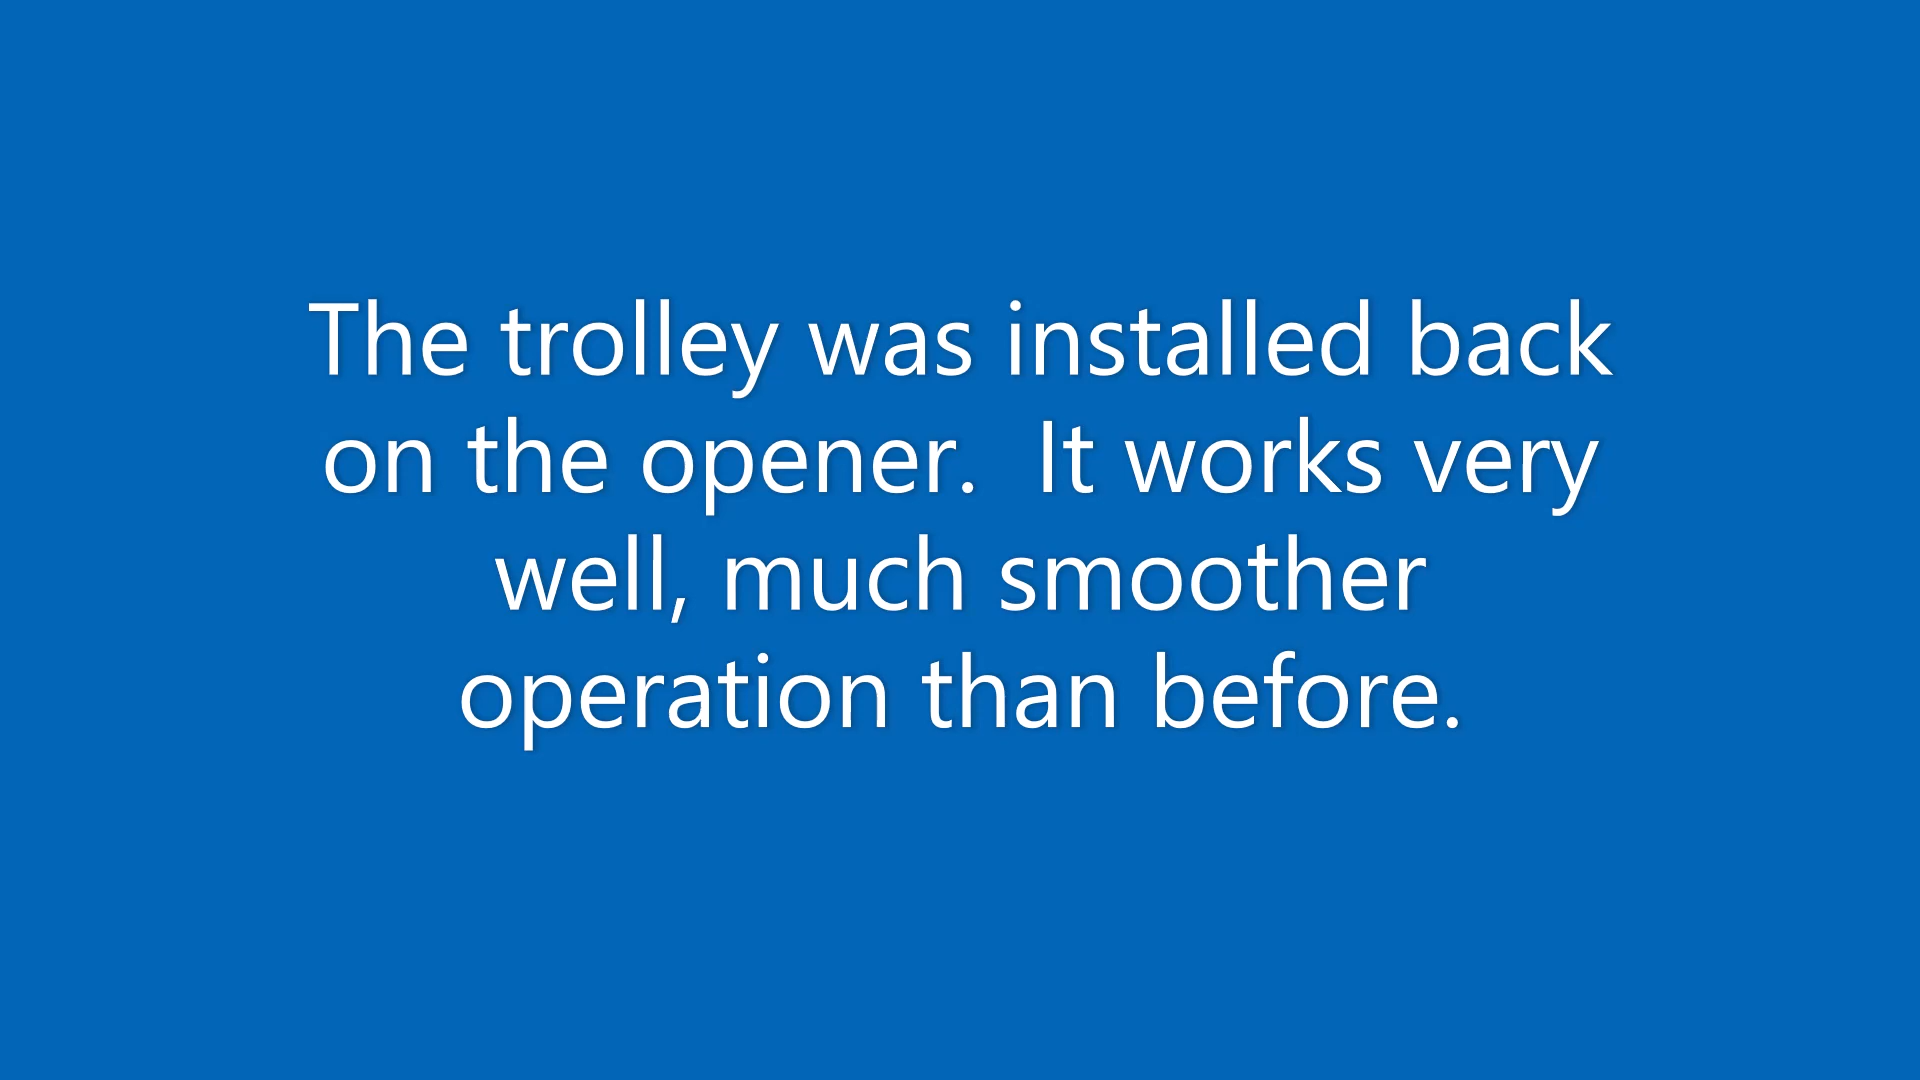 The trolley was installed back
on the opener.  It works very
well, much smoother
operation than before.